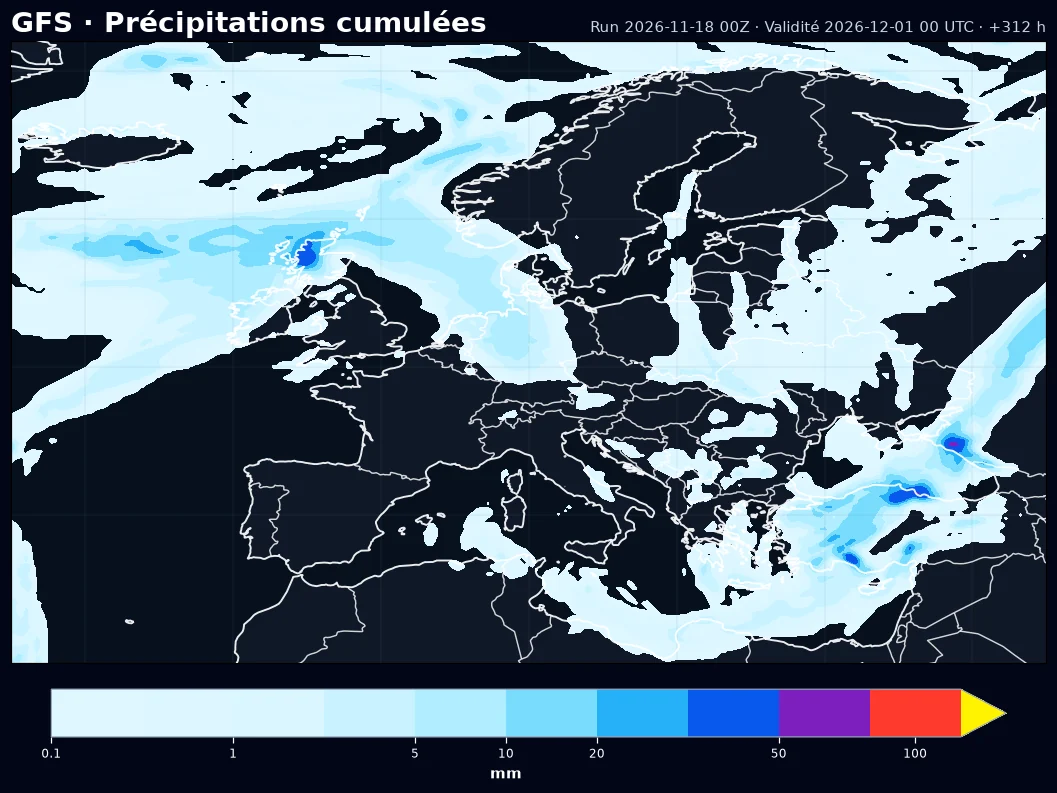 GFS · Précipitations cumulées
Run 2026-11-18 00Z · Validité 2026-12-01 00 UTC · +312 h
0.1 1 5 10 20 50 100
mm